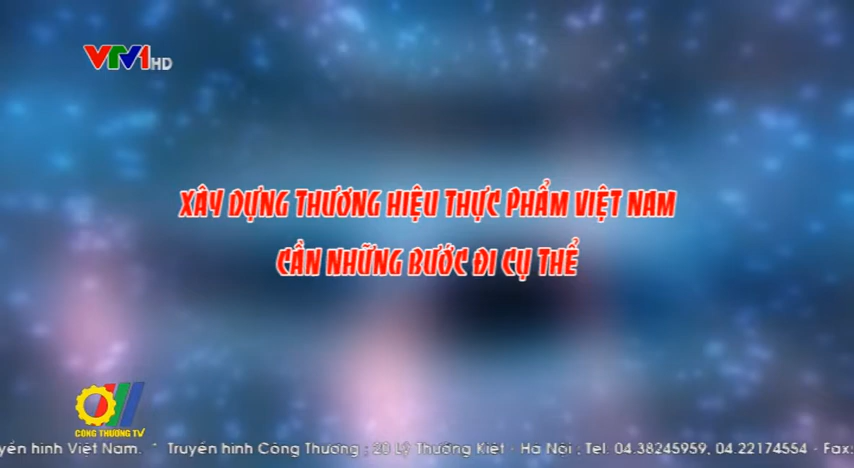 VTV1 HD
XÂY DỰNG THƯƠNG HIỆU THỰC PHẨM VIỆT NAM
CẦN NHỮNG BƯỚC ĐI CỤ THỂ
CÔNG THƯƠNG TV
yền hình Việt Nam. * Truyền hình Công Thương ; 20 Lý Thường Kiệt - Hà Nội ; Tel: 04.38245959, 04.22174554 - Fax: